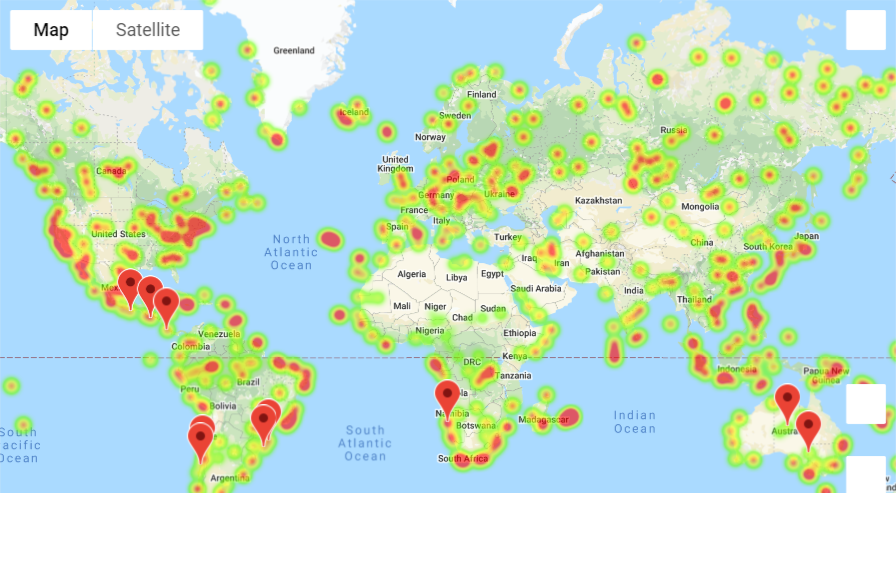 Map
Satellite
Greenland
Iceland
Finland
Sweden
Norway
Russia
Canada
United
Kingdom
Poland
Germany
Ukraine
France
Kazakhstan
Mongolia
Spain
Italy
United States
North
Atlantic
Ocean
Turkey
China
South Korea
Japan
Iraq
Iran
Afghanistan
Pakistan
Algeria
Libya
Egypt
Saudi Arabia
India
Thailand
Mali
Niger
Chad
Sudan
Nigeria
Ethiopia
Venezuela
Colombia
DRC
Kenya
Tanzania
Indonesia
Papua New
Guinea
Peru
Brazil
Bolivia
Namibia
Botswana
Madagascar
Indian
Ocean
South
Atlantic
Ocean
South
acific
Ocean
Austra
South Africa
Argentina